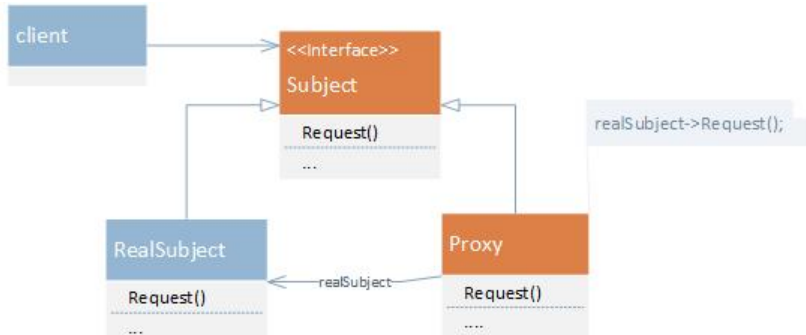 client
<<Interface>>
Subject
Request()
...
realSubject->Request();
RealSubject
Request()
...
realSubject
Proxy
Request()
....